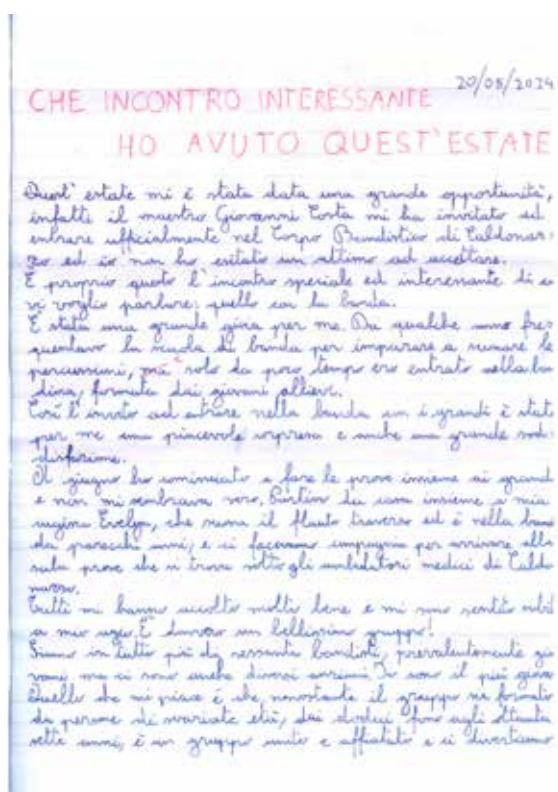 20/08/2014
CHE INCONTRO INTERESSANTE
HO AVUTO QUEST'ESTATE
Quest'estate mi è stata data una grande opportunità,
infatti il maestro Giovanni Costa mi ha invitato ad
entrare ufficialmente nel Corpo Bandistico di Caldonaz-
zo ed io non ho esitato un attimo ad accettare.
È proprio questo l'incontro speciale ed interessante di cu
vi voglio parlare: quello con la banda.
È stata una grande gioia per me. Da qualche anno fre
quentavo la scuola di banda per imparare a suonare le
percussioni, ma solo da poco tempo ero entrato nella ban
dina, formata dai giovani allievi.
Così l'invito ad entrare nella banda con i grandi è stat
per me una piacevole sorpresa e anche una grande sod-
disfazione.
A giugno ho cominciato a fare le prove insieme ai grand
e non mi sembrava vero. Partivo da casa insieme a mia
cugina Evelyn, che suona il flauto traverso ed è nella ban
da parecchi anni, e ci facevamo compagnia per arrivare alla
sala prove che si trova sotto gli ambulatori medici di Caldo
nazzo.
Tutti mi hanno accolto molto bene e mi sono sentito subi
a mio agio. È davvero un bellissimo gruppo!
Siamo in tutto più di sessanta bandisti, prevalentemente gio
vani, ma ci sono anche diversi anziani. Io sono il più giova
Quello che mi piace è che, nonostante il gruppo sia formato
da persone di svariate età, dai dodici fino agli ottanta
sette anni, è un gruppo unito e affiatato e ci divertiamo